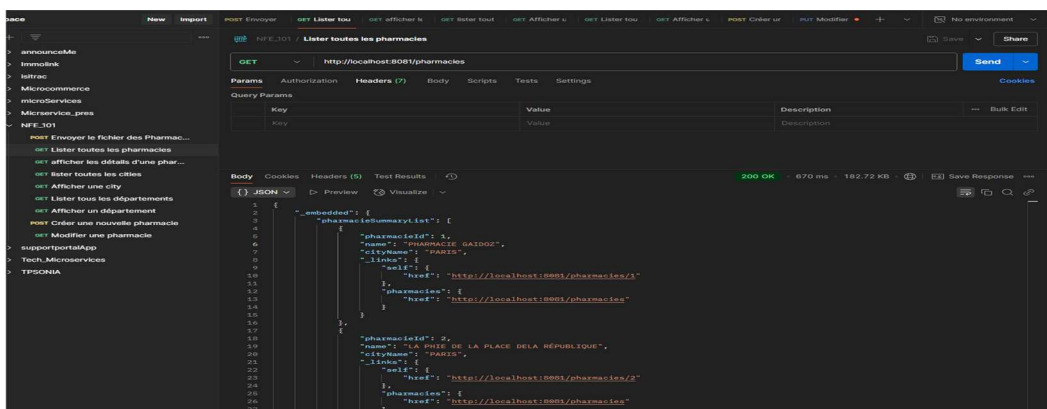 pace New Import POST Envoyer GET Lister tou GET afficher le GET lister tout GET Afficher u GET Lister tou GET Afficher u POST Créer ur PUT Modifier No environment
NFE_101 / Lister toutes les pharmacies Save Share
announceMe
Immolink
Isitrac
Microcommerce
microServices
Micrservice_pres
NFE_101
POST Envoyer le fichier des Pharmac...
GET Lister toutes les pharmacies
GET afficher les détails d'une phar...
GET lister toutes les cities
GET Afficher une city
GET Lister tous les départements
GET Afficher un département
POST Créer une nouvelle pharmacie
GET Modifier une pharmacie
supportportalApp
Tech_Microservices
TPSONIA
GET http://localhost:8081/pharmacies Send
Params Authorization Headers (7) Body Scripts Tests Settings Cookies
Query Params
Key Value Description Bulk Edit
Key Value Description
Body Cookies Headers (5) Test Results 200 OK 670 ms 182.72 KB Save Response
{} JSON Preview Visualize
1 {
2 "_embedded": {
3 "pharmacieSummaryList": [
4 {
5 "pharmacieId": 1,
6 "name": "PHARMACIE GAIDOZ",
7 "cityName": "PARIS",
8 "_links": {
9 "self": {
10 "href": "http://localhost:8081/pharmacies/1"
11 },
12 "pharmacies": {
13 "href": "http://localhost:8081/pharmacies"
14 }
15 }
16 },
17 {
18 "pharmacieId": 2,
19 "name": "LA PHIE DE LA PLACE DELA RÉPUBLIQUE",
20 "cityName": "PARIS",
21 "_links": {
22 "self": {
23 "href": "http://localhost:8081/pharmacies/2"
24 },
25 "pharmacies": {
26 "href": "http://localhost:8081/pharmacies"